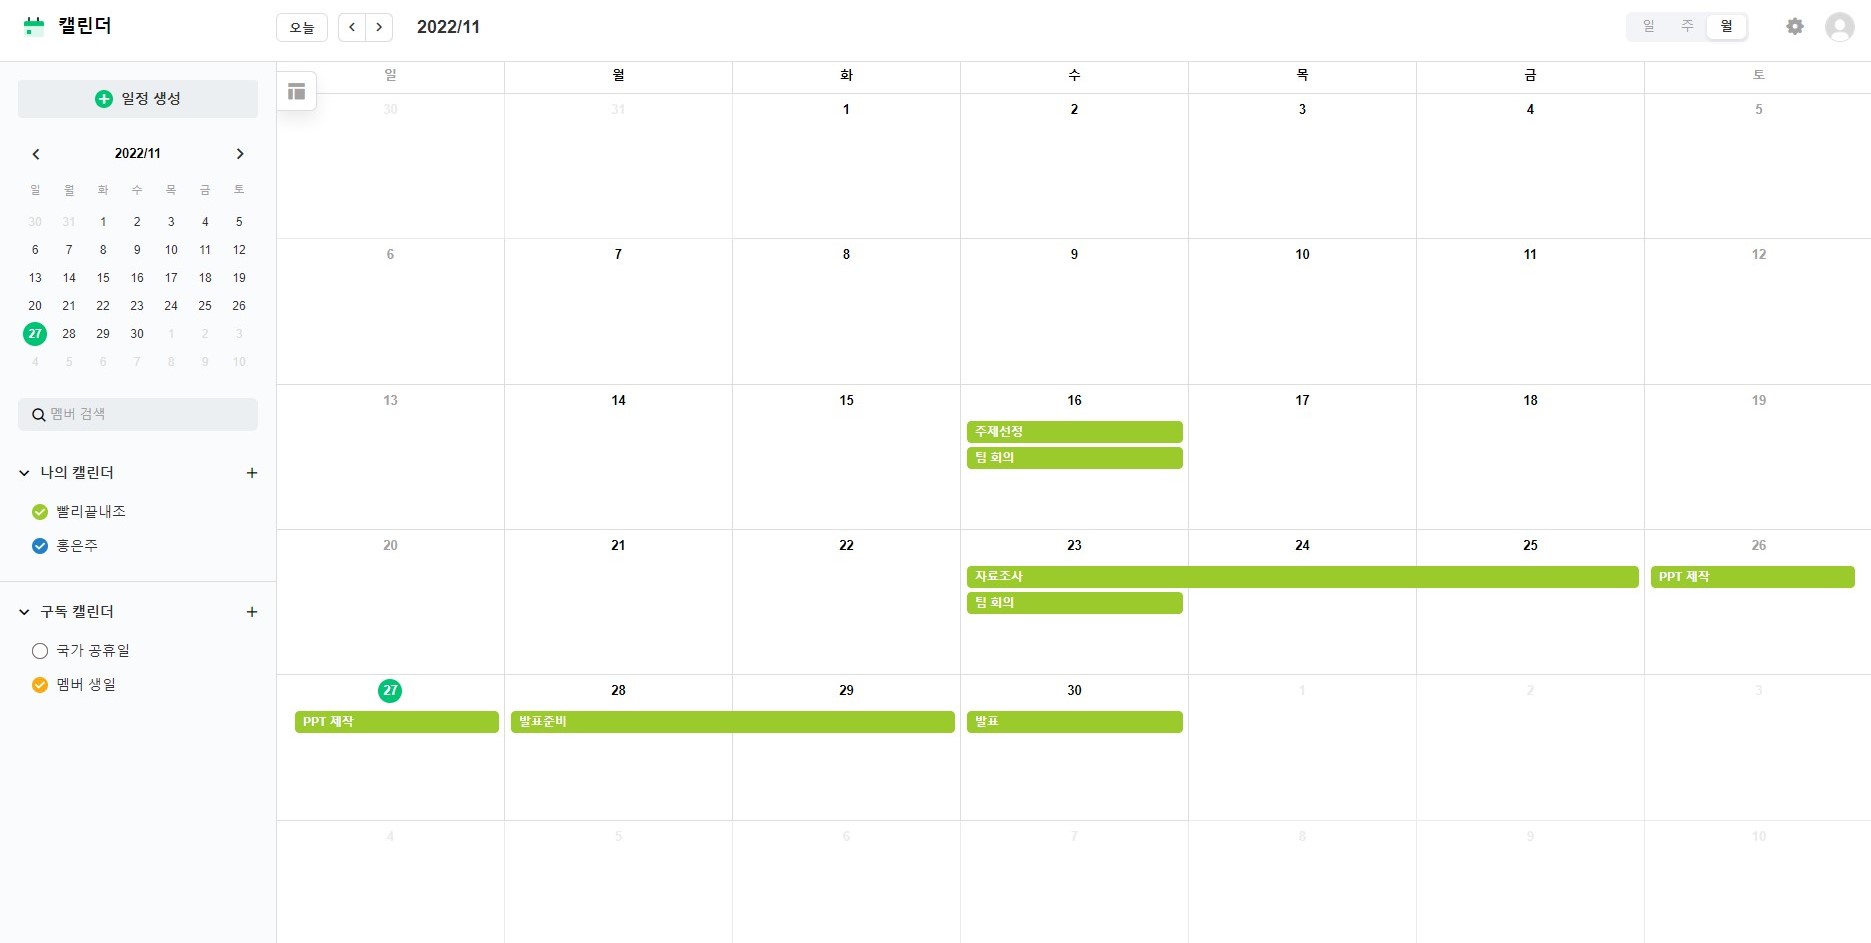 캘린더
오늘
2022/11
일 주 월
일정 생성
2022/11
일 월 화 수 목 금 토
30 31 1 2 3 4 5
6 7 8 9 10 11 12
13 14 15 16 17 18 19
20 21 22 23 24 25 26
27 28 29 30 1 2 3
4 5 6 7 8 9 10
멤버 검색
나의 캘린더
빨리끝내조
홍은주
구독 캘린더
국가 공휴일
멤버 생일
일 월 화 수 목 금 토
30 31 1 2 3 4 5
6 7 8 9 10 11 12
13 14 15 16 17 18 19
주제선정
팀 회의
20 21 22 23 24 25 26
자료조사 PPT 제작
팀 회의
27 28 29 30 1 2 3
PPT 제작 발표준비 발표
4 5 6 7 8 9 10